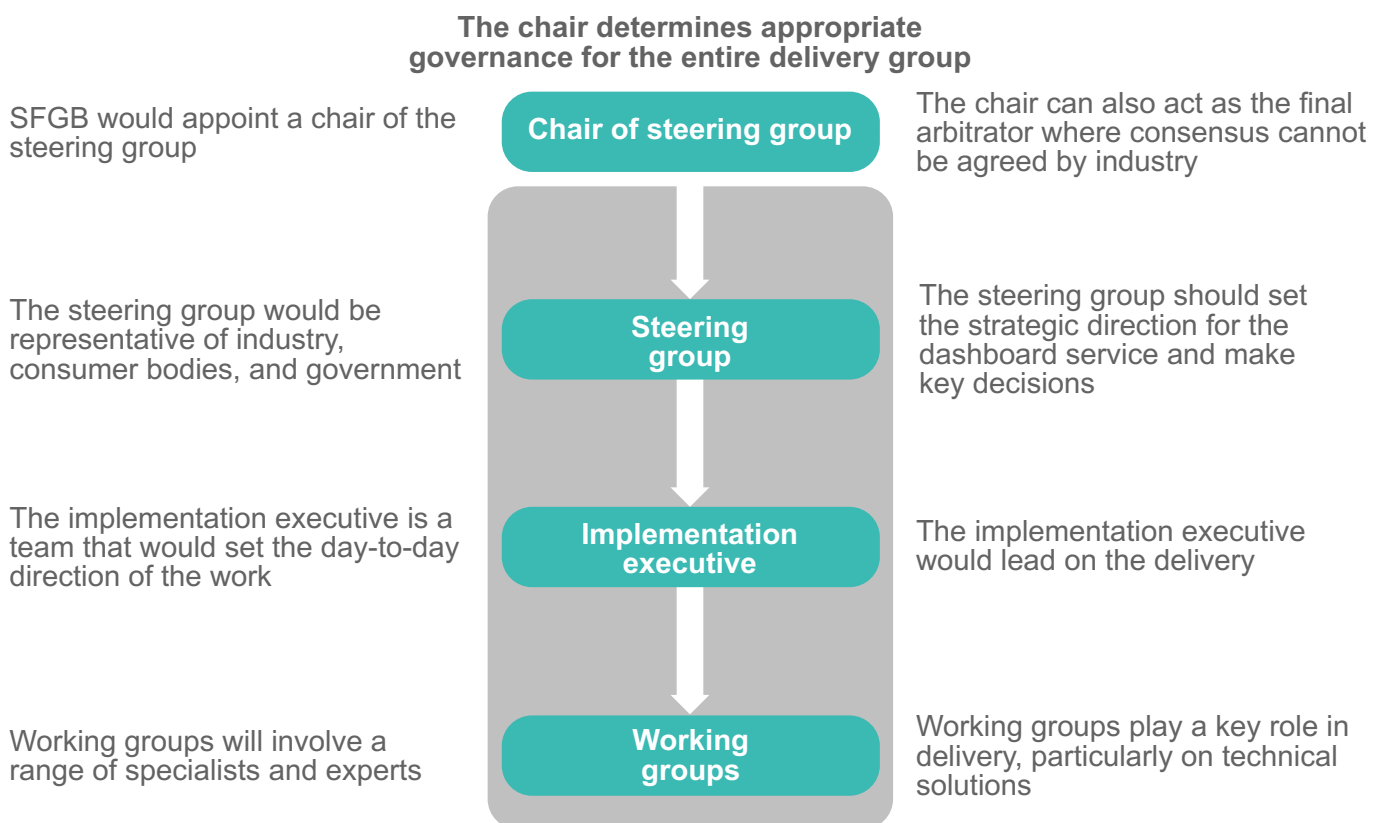 The chair determines appropriate
governance for the entire delivery group
SFGB would appoint a chair of the
steering group
Chair of steering group
The chair can also act as the final
arbitrator where consensus cannot
be agreed by industry
The steering group would be
representative of industry,
consumer bodies, and government
Steering
group
The steering group should set
the strategic direction for the
dashboard service and make
key decisions
The implementation executive is a
team that would set the day-to-day
direction of the work
Implementation
executive
The implementation executive
would lead on the delivery
Working groups will involve a
range of specialists and experts
Working
groups
Working groups play a key role in
delivery, particularly on technical
solutions